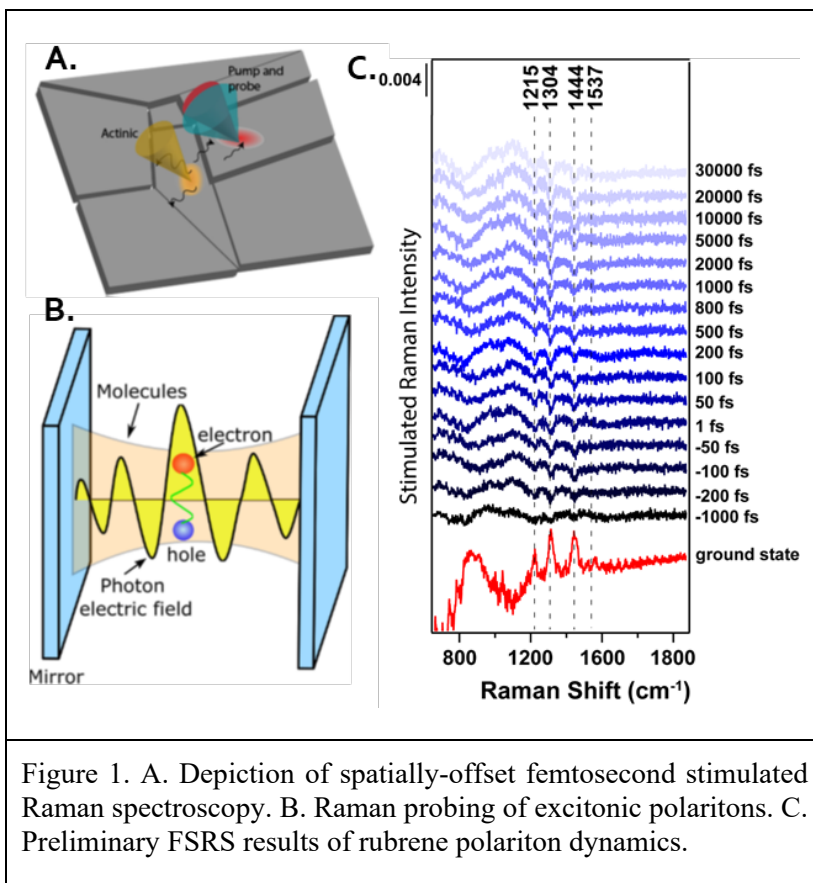 A.
Pump and
probe
Actinic
B.
Molecules
electron
hole
Photon
electric field
Mirror
C.
0.004
1215
1304
1444
1537
Stimulated Raman Intensity
30000 fs
20000 fs
10000 fs
5000 fs
2000 fs
1000 fs
800 fs
500 fs
200 fs
100 fs
50 fs
1 fs
-50 fs
-100 fs
-200 fs
-1000 fs
ground state
800 1200 1600 1800
Raman Shift (cm⁻¹)
Figure 1. A. Depiction of spatially-offset femtosecond stimulated
Raman spectroscopy. B. Raman probing of excitonic polaritons. C.
Preliminary FSRS results of rubrene polariton dynamics.